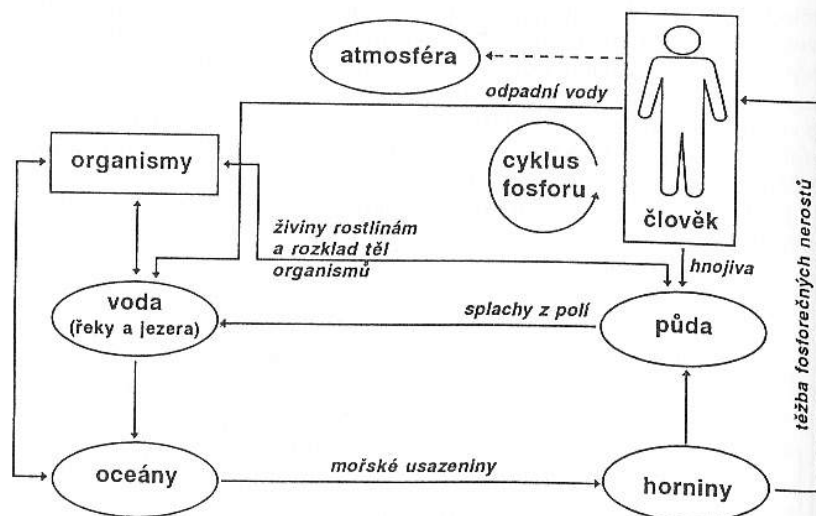 atmosféra
odpadní vody
organismy
cyklus
fosforu
člověk
živiny rostlinám
a rozklad těl
organismů
hnojiva
voda
(řeky a jezera)
splachy z polí
půda
těžba fosforečných nerostů
oceány
mořské usazeniny
horniny